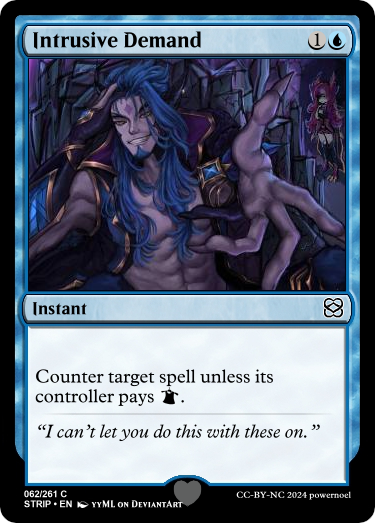 Intrusive Demand 1
Instant
Counter target spell unless its
controller pays .
“I can’t let you do this with these on.”
062/261 C
STRIP • EN yyML on DeviantArt
CC-BY-NC 2024 powernoel